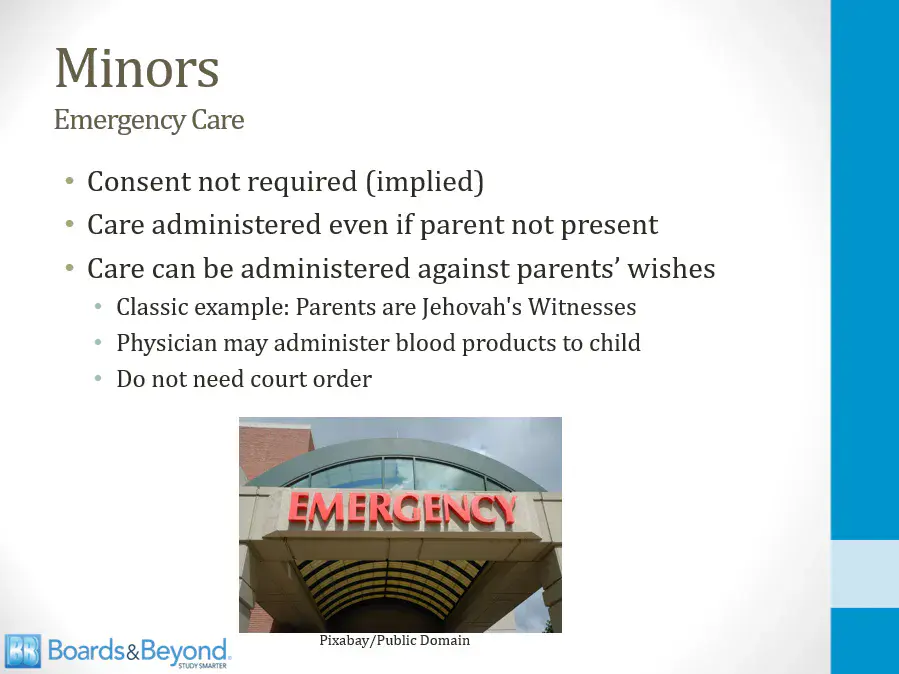 Minors
Emergency Care
• Consent not required (implied)
• Care administered even if parent not present
• Care can be administered against parents’ wishes
• Classic example: Parents are Jehovah's Witnesses
• Physician may administer blood products to child
• Do not need court order
EMERGENCY
Pixabay/Public Domain
BB Boards&Beyond.
STUDY SMARTER